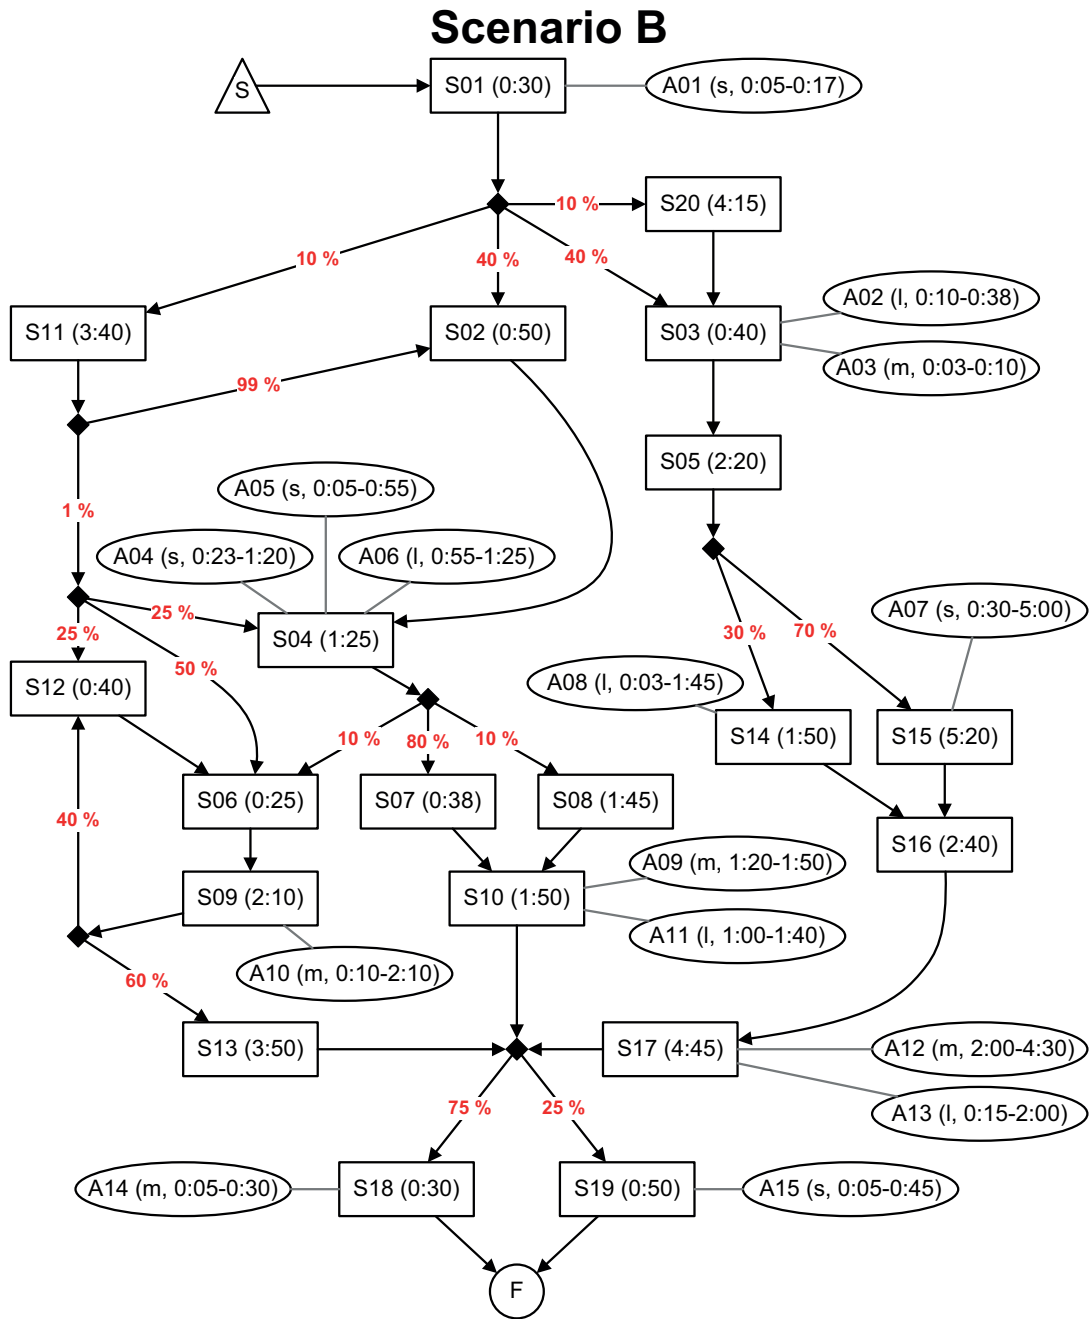 Scenario B
S
S01 (0:30)
A01 (s, 0:05-0:17)
10 %
S20 (4:15)
10 %
40 %
40 %
A02 (l, 0:10-0:38)
S11 (3:40)
S02 (0:50)
S03 (0:40)
A03 (m, 0:03-0:10)
99 %
S05 (2:20)
A05 (s, 0:05-0:55)
1 %
A04 (s, 0:23-1:20)
A06 (l, 0:55-1:25)
25 %
A07 (s, 0:30-5:00)
25 %
S04 (1:25)
30 %
70 %
50 %
S12 (0:40)
A08 (l, 0:03-1:45)
S14 (1:50)
S15 (5:20)
10 %
80 %
10 %
S06 (0:25)
S07 (0:38)
S08 (1:45)
40 %
S16 (2:40)
A09 (m, 1:20-1:50)
S09 (2:10)
S10 (1:50)
A11 (l, 1:00-1:40)
A10 (m, 0:10-2:10)
60 %
S13 (3:50)
S17 (4:45)
A12 (m, 2:00-4:30)
A13 (l, 0:15-2:00)
75 %
25 %
A14 (m, 0:05-0:30)
S18 (0:30)
S19 (0:50)
A15 (s, 0:05-0:45)
F